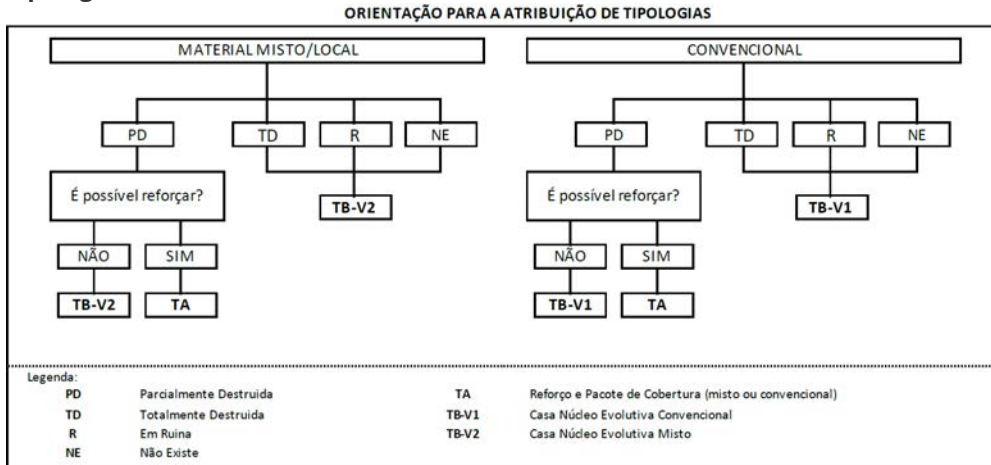 ORIENTAÇÃO PARA A ATRIBUIÇÃO DE TIPOLOGIAS
MATERIAL MISTO/LOCAL
PD TD R NE
É possível reforçar?
TB-V2
NÃO SIM
TB-V2 TA
CONVENCIONAL
PD TD R NE
É possível reforçar?
TB-V1
NÃO SIM
TB-V1 TA
Legenda:
PD Parcialmente Destruida
TD Totalmente Destruida
R Em Ruina
NE Não Existe
TA Reforço e Pacote de Cobertura (misto ou convencional)
TB-V1 Casa Núcleo Evolutiva Convencional
TB-V2 Casa Núcleo Evolutiva Misto